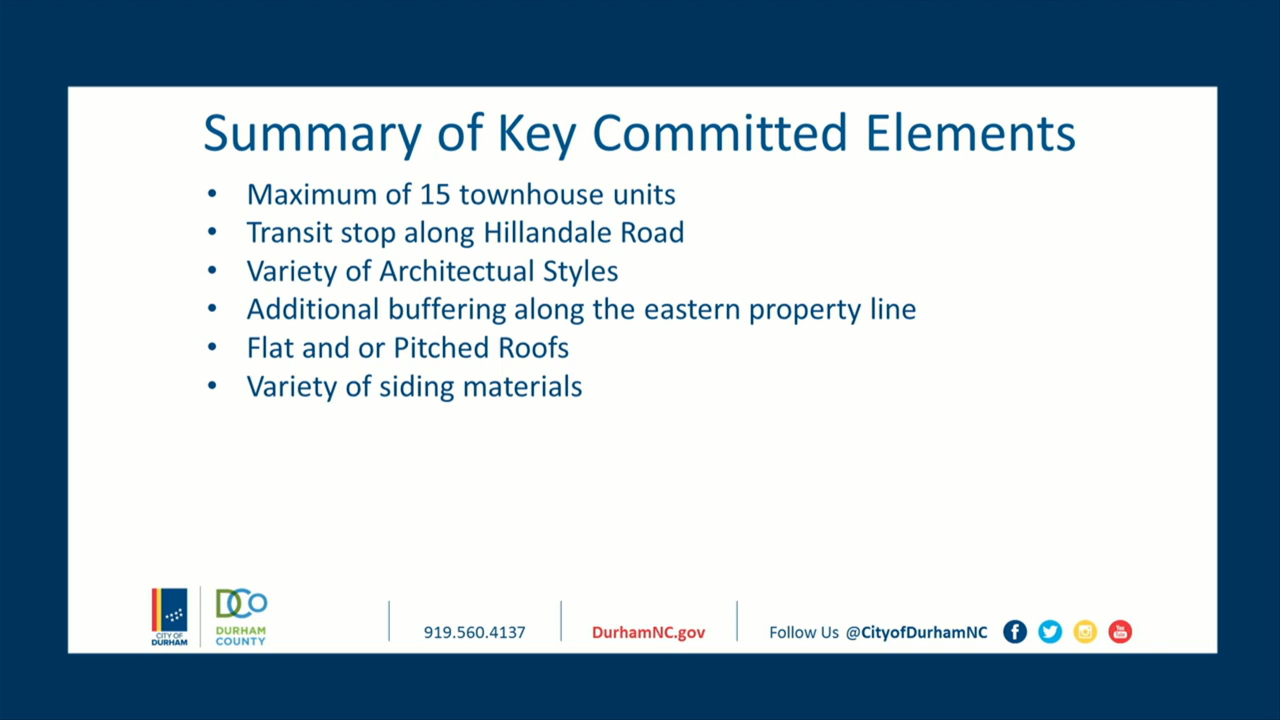 Summary of Key Committed Elements
• Maximum of 15 townhouse units
• Transit stop along Hillandale Road
• Variety of Architectual Styles
• Additional buffering along the eastern property line
• Flat and or Pitched Roofs
• Variety of siding materials
CITY OF
DURHAM
DCo
DURHAM
COUNTY
919.560.4137
DurhamNC.gov
Follow Us @CityofDurhamNC
You
Tube